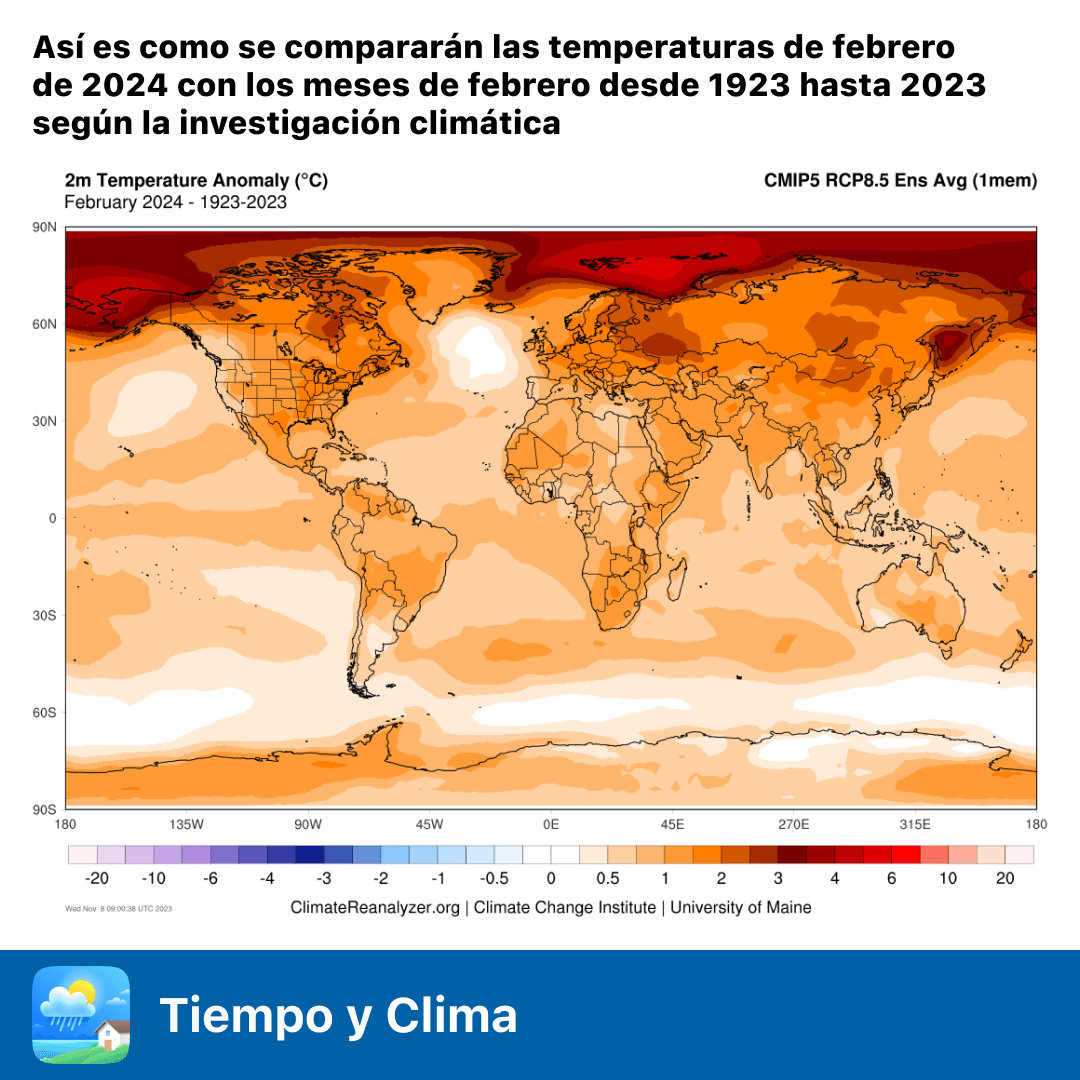 Así es como se compararán las temperaturas de febrero
de 2024 con los meses de febrero desde 1923 hasta 2023
según la investigación climática
2m Temperature Anomaly (°C)
CMIP5 RCP8.5 Ens Avg (1mem)
February 2024 - 1923-2023
90N
60N
30N
0
30S
60S
90S
180 135W 90W 45W 0E 45E 270E 315E 180
-20 -10 -6 -4 -3 -2 -1 -0.5 0 0.5 1 2 3 4 6 10 20
Wed Nov 8 09:00:38 UTC 2023
ClimateReanalyzer.org | Climate Change Institute | University of Maine
Tiempo y Clima